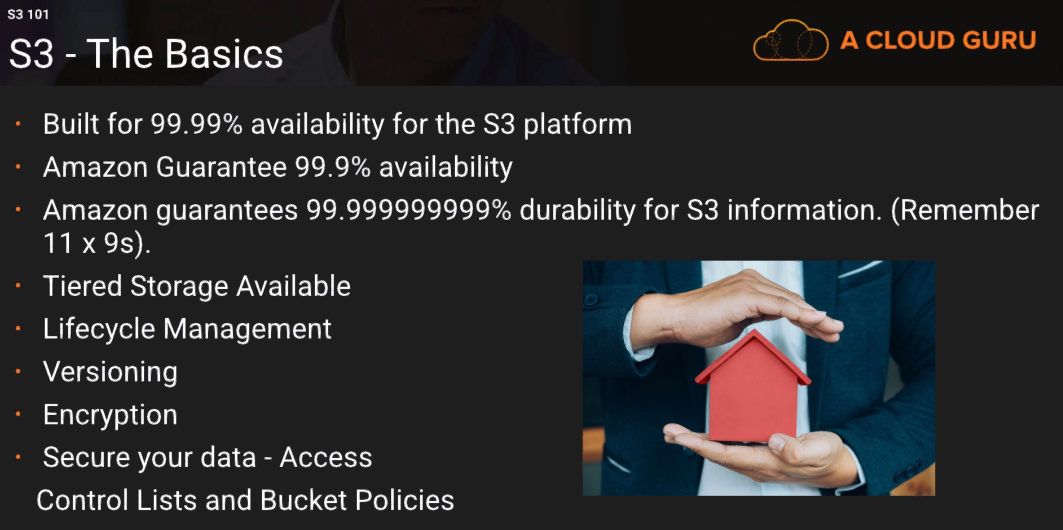 S3 101
S3 - The Basics
A CLOUD GURU
· Built for 99.99% availability for the S3 platform
· Amazon Guarantee 99.9% availability
· Amazon guarantees 99.999999999% durability for S3 information. (Remember
11 x 9s).
· Tiered Storage Available
· Lifecycle Management
· Versioning
· Encryption
· Secure your data - Access
Control Lists and Bucket Policies